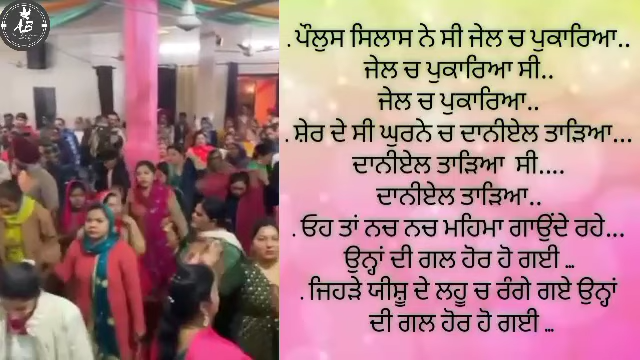 . ਪੌਲੁਸ ਸਿਲਾਸ ਨੇ ਸੀ ਜੇਲ ਚ ਪੁਕਾਰਿਆ..
ਜੇਲ ਚ ਪੁਕਾਰਿਆ ਸੀ..
ਜੇਲ ਚ ਪੁਕਾਰਿਆ..
. ਸ਼ੇਰ ਦੇ ਸੀ ਘੁਰਨੇ ਚ ਦਾਨੀਏਲ ਤਾੜਿਆ...
ਦਾਨੀਏਲ ਤਾੜਿਆ ਸੀ....
ਦਾਨੀਏਲ ਤਾੜਿਆ..
. ਓਹ ਤਾਂ ਨਚ ਨਚ ਮਹਿਮਾ ਗਾਉਂਦੇ ਰਹੇ...
ਉਨ੍ਹਾਂ ਦੀ ਗਲ ਹੋਰ ਹੋ ਗਈ ...
. ਜਿਹੜੇ ਯੀਸ਼ੂ ਦੇ ਲਹੂ ਚ ਰੰਗੇ ਗਏ ਉਨ੍ਹਾਂ
ਦੀ ਗਲ ਹੋਰ ਹੋ ਗਈ ...